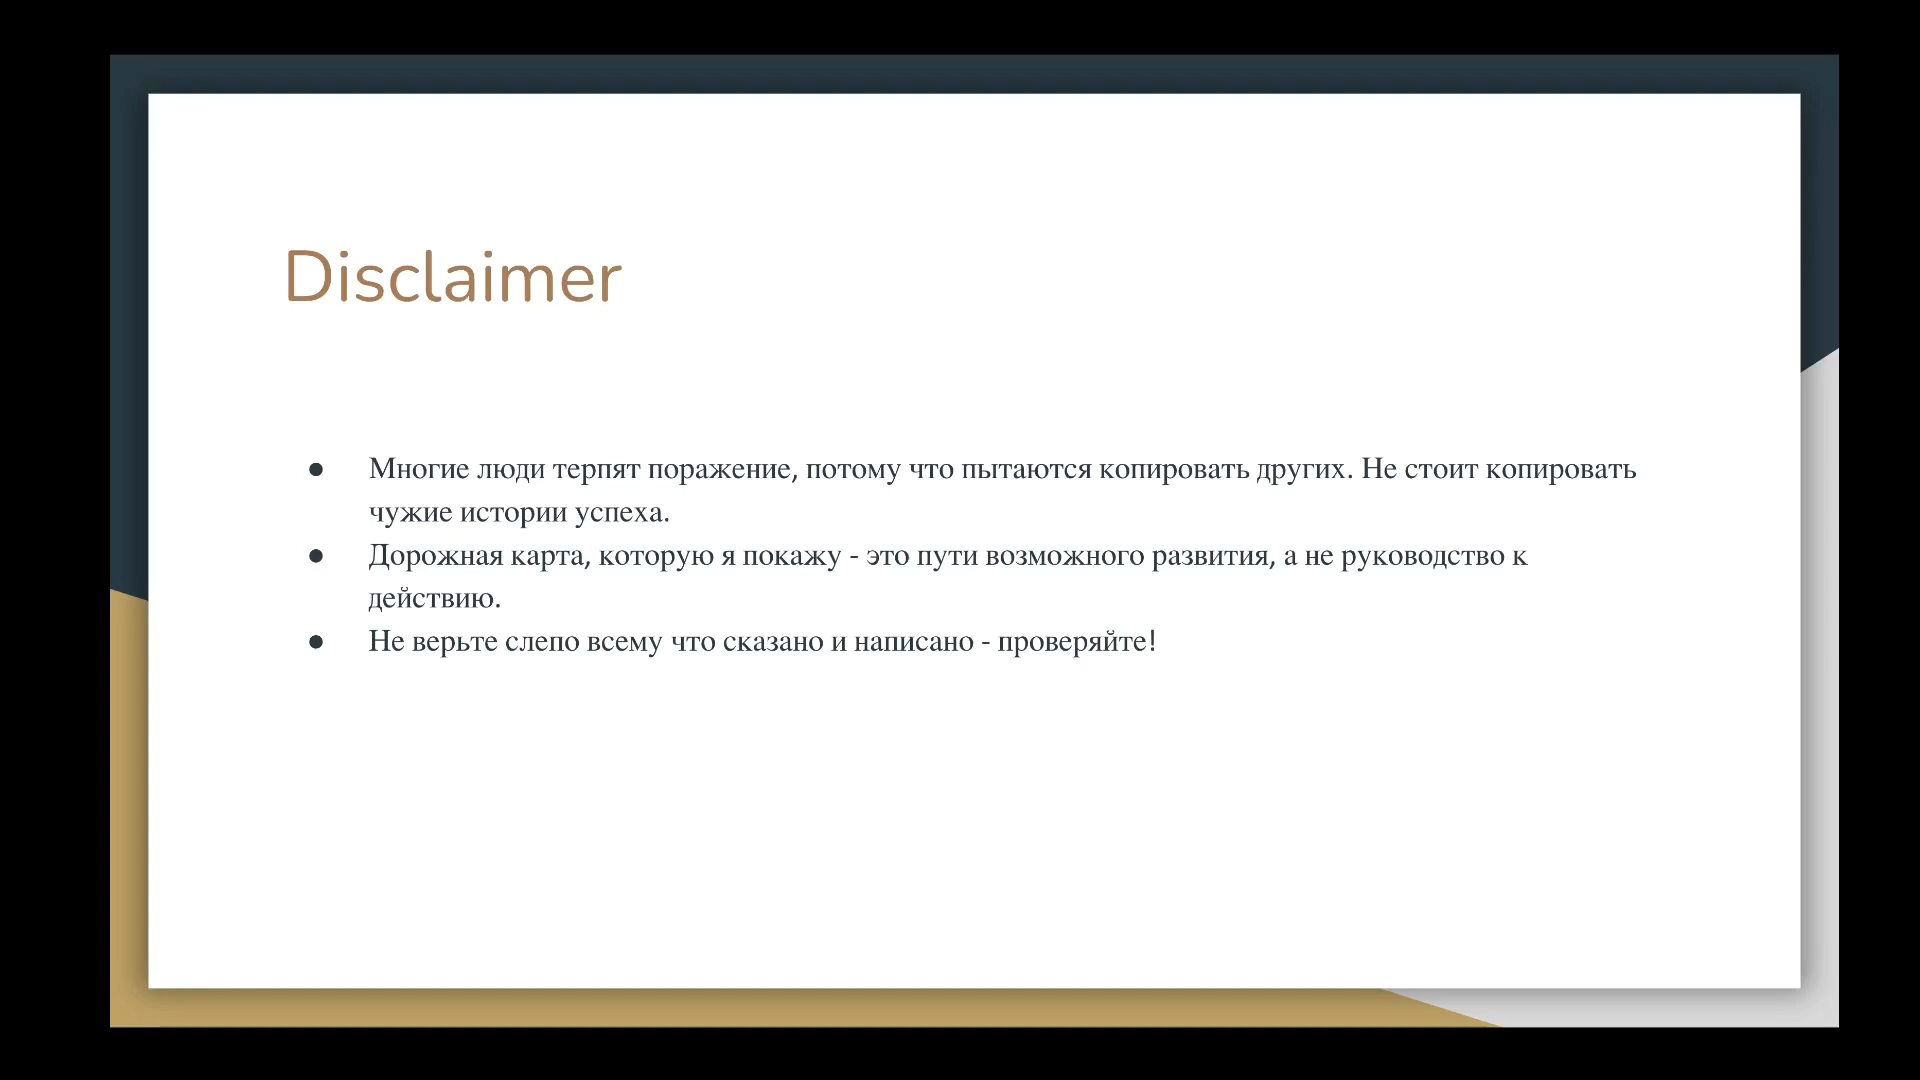 Disclaimer
● Многие люди терпят поражение, потому что пытаются копировать других. Не стоит копировать
чужие истории успеха.
● Дорожная карта, которую я покажу - это пути возможного развития, а не руководство к
действию.
● Не верьте слепо всему что сказано и написано - проверяйте!